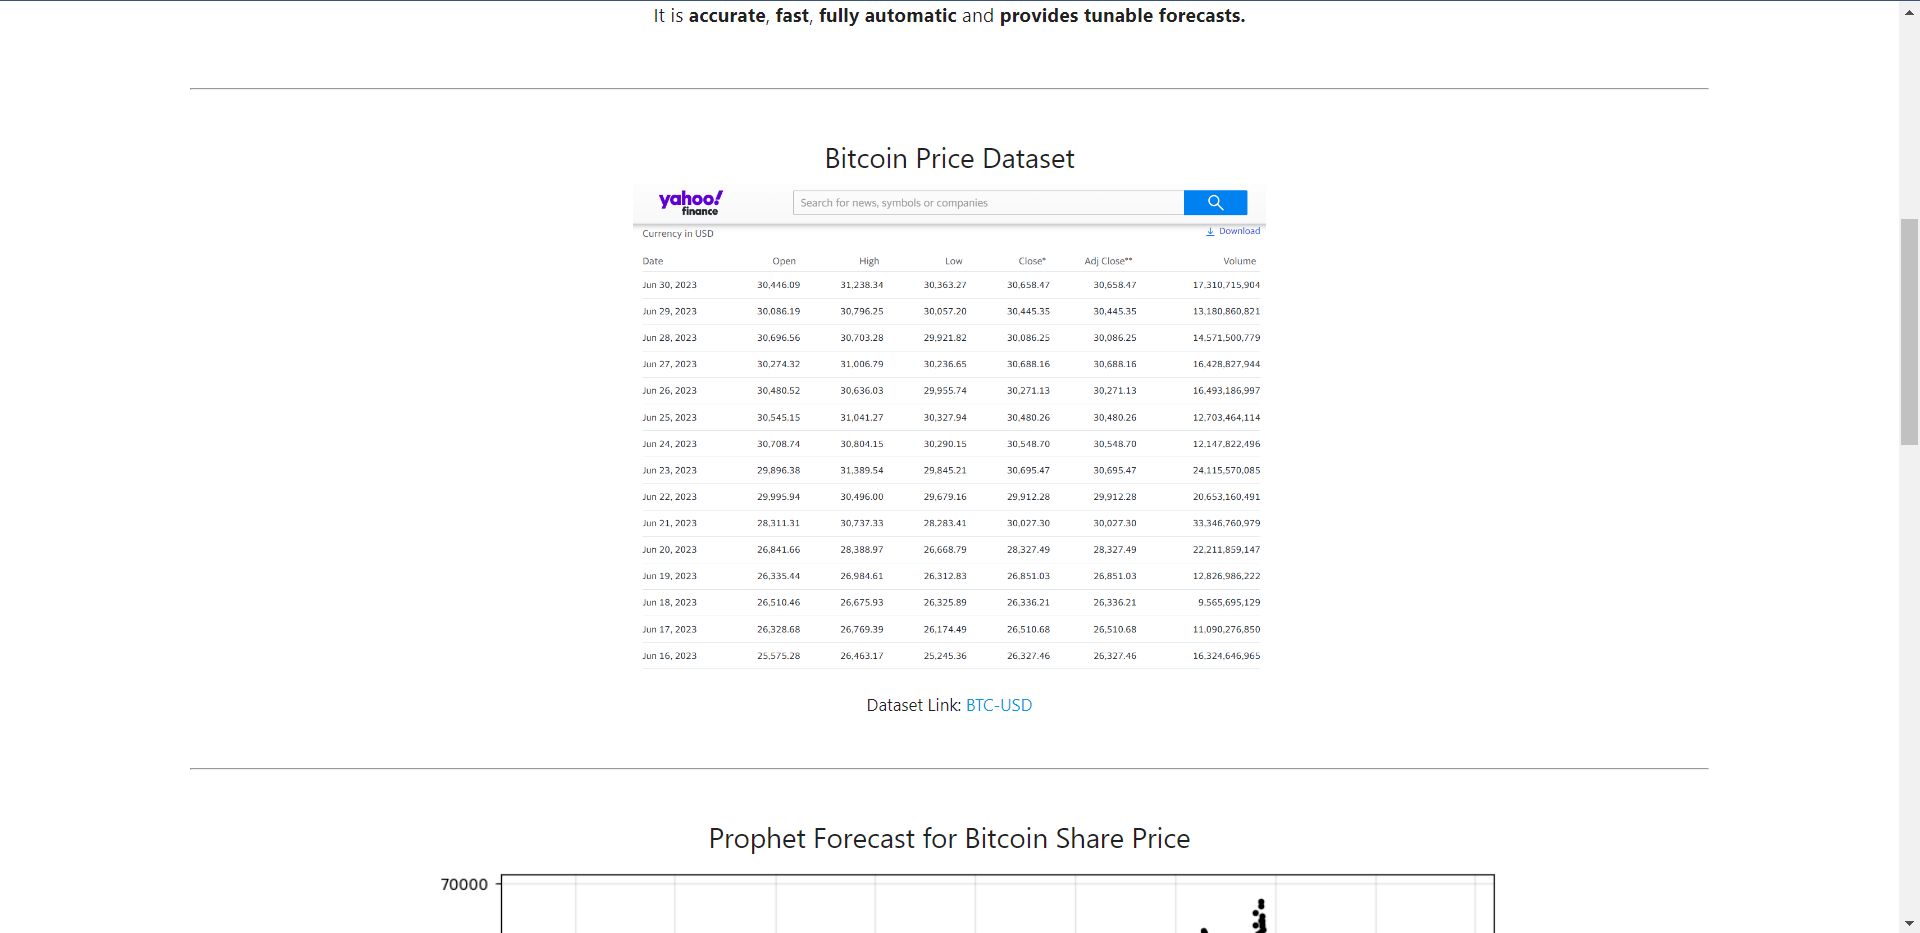 It is accurate, fast, fully automatic and provides tunable forecasts.
Bitcoin Price Dataset
yahoo! finance
Search for news, symbols or companies
Currency in USD
Download
Date Open High Low Close* Adj Close** Volume
Jun 30, 2023 30,446.09 31,238.34 30,363.27 30,658.47 30,658.47 17,310,715,904
Jun 29, 2023 30,086.19 30,796.25 30,057.20 30,445.35 30,445.35 13,180,860,821
Jun 28, 2023 30,696.56 30,703.28 29,921.82 30,086.25 30,086.25 14,571,500,779
Jun 27, 2023 30,274.32 31,006.79 30,236.65 30,688.16 30,688.16 16,428,827,944
Jun 26, 2023 30,480.52 30,636.03 29,955.74 30,271.13 30,271.13 16,493,186,997
Jun 25, 2023 30,545.15 31,041.27 30,327.94 30,480.26 30,480.26 12,703,464,114
Jun 24, 2023 30,708.74 30,804.15 30,290.15 30,548.70 30,548.70 12,147,822,496
Jun 23, 2023 29,896.38 31,389.54 29,845.21 30,695.47 30,695.47 24,115,570,085
Jun 22, 2023 29,995.94 30,496.00 29,679.16 29,912.28 29,912.28 20,653,160,491
Jun 21, 2023 28,311.31 30,737.33 28,283.41 30,027.30 30,027.30 33,346,760,979
Jun 20, 2023 26,841.66 28,388.97 26,668.79 28,327.49 28,327.49 22,211,859,147
Jun 19, 2023 26,335.44 26,984.61 26,312.83 26,851.03 26,851.03 12,826,986,222
Jun 18, 2023 26,510.46 26,675.93 26,325.89 26,336.21 26,336.21 9,565,695,129
Jun 17, 2023 26,328.68 26,769.39 26,174.49 26,510.68 26,510.68 11,090,276,850
Jun 16, 2023 25,575.28 26,463.17 25,245.36 26,327.46 26,327.46 16,324,646,965
Dataset Link: BTC-USD
Prophet Forecast for Bitcoin Share Price
70000